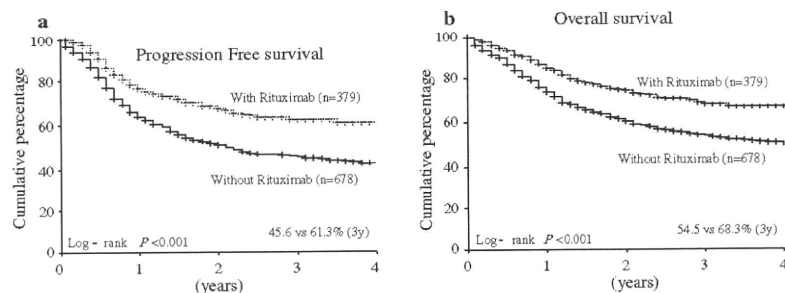 a
Progression Free survival
Cumulative percentage
100
80
60
40
20
0
With Rituximab (n=379)
Without Rituximab (n=678)
45.6 vs 61.3% (3y)
Log - rank P <0.001
0 1 2 3 4
(years)
b
Overall survival
Cumulative percentage
100
80
60
40
20
0
With Rituximab (n=379)
Without Rituximab (n=678)
54.5 vs 68.3% (3y)
Log - rank P <0.001
0 1 2 3 4
(years)